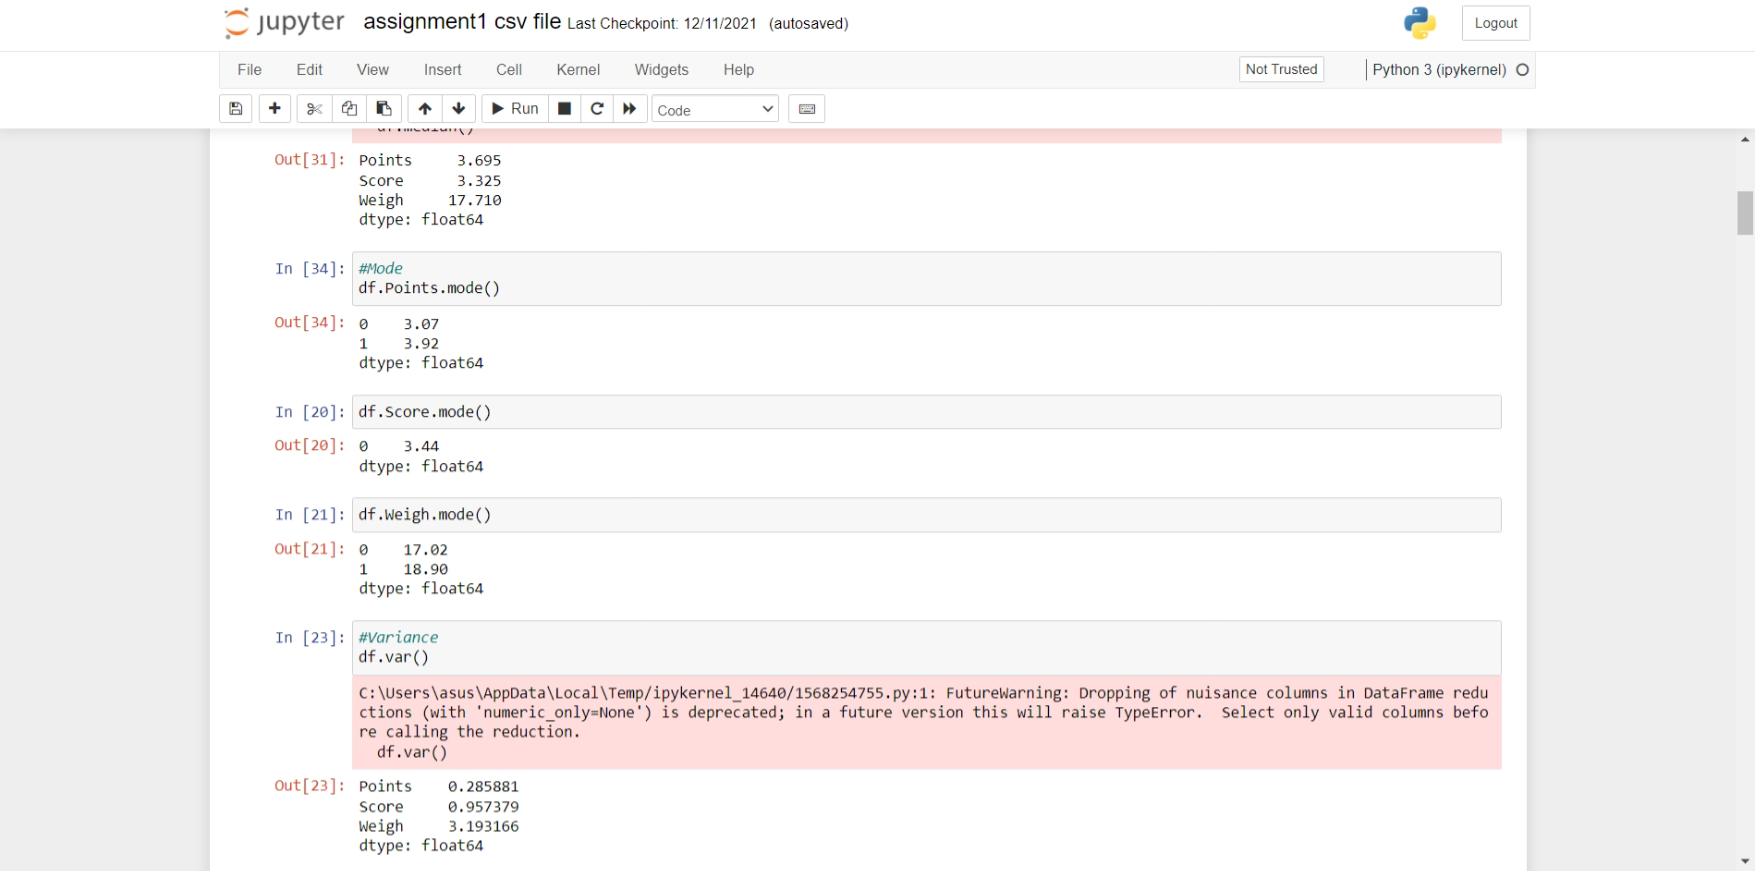 jupyter assignment1 csv file Last Checkpoint: 12/11/2021 (autosaved)
Logout
File Edit View Insert Cell Kernel Widgets Help
Not Trusted
Python 3 (ipykernel)
Run
Code
df.median()
Out[31]: Points 3.695
Score 3.325
Weigh 17.710
dtype: float64
In [34]: #Mode
df.Points.mode()
Out[34]: 0 3.07
1 3.92
dtype: float64
In [20]: df.Score.mode()
Out[20]: 0 3.44
dtype: float64
In [21]: df.Weigh.mode()
Out[21]: 0 17.02
1 18.90
dtype: float64
In [23]: #Variance
df.var()
C:\Users\asus\AppData\Local\Temp/ipykernel_14640/1568254755.py:1: FutureWarning: Dropping of nuisance columns in DataFrame redu
ctions (with 'numeric_only=None') is deprecated; in a future version this will raise TypeError.  Select only valid columns befo
re calling the reduction.
df.var()
Out[23]: Points 0.285881
Score 0.957379
Weigh 3.193166
dtype: float64